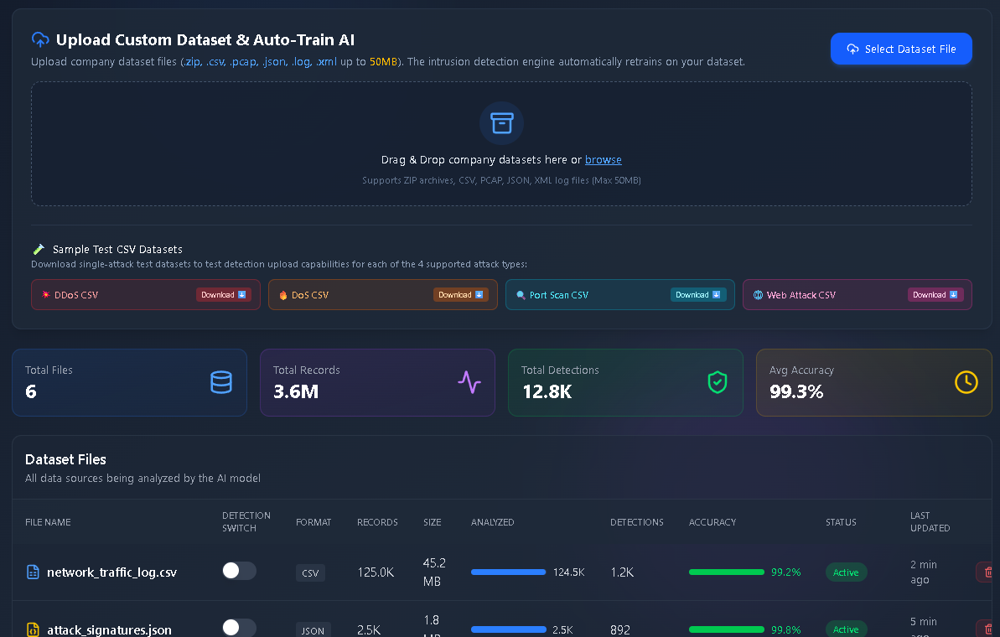 Upload Custom Dataset & Auto-Train AI
Upload company dataset files (.zip, .csv, .pcap, .json, .log, .xml up to 50MB). The intrusion detection engine automatically retrains on your dataset.
Select Dataset File
Drag & Drop company datasets here or browse
Supports ZIP archives, CSV, PCAP, JSON, XML log files (Max 50MB)
Sample Test CSV Datasets
Download single-attack test datasets to test detection upload capabilities for each of the 4 supported attack types:
DDoS CSV Download
DoS CSV Download
Port Scan CSV Download
Web Attack CSV Download
Total Files
6
Total Records
3.6M
Total Detections
12.8K
Avg Accuracy
99.3%
Dataset Files
All data sources being analyzed by the AI model
FILE NAME
DETECTION
SWITCH
FORMAT
RECORDS
SIZE
ANALYZED
DETECTIONS
ACCURACY
STATUS
LAST
UPDATED
network_traffic_log.csv
CSV
125.0K
45.2
MB
124.5K
1.2K
99.2%
Active
2 min
ago
attack_signatures.json
JSON
2.5K
1.8
MB
2.5K
892
99.8%
Active
5 min
ago